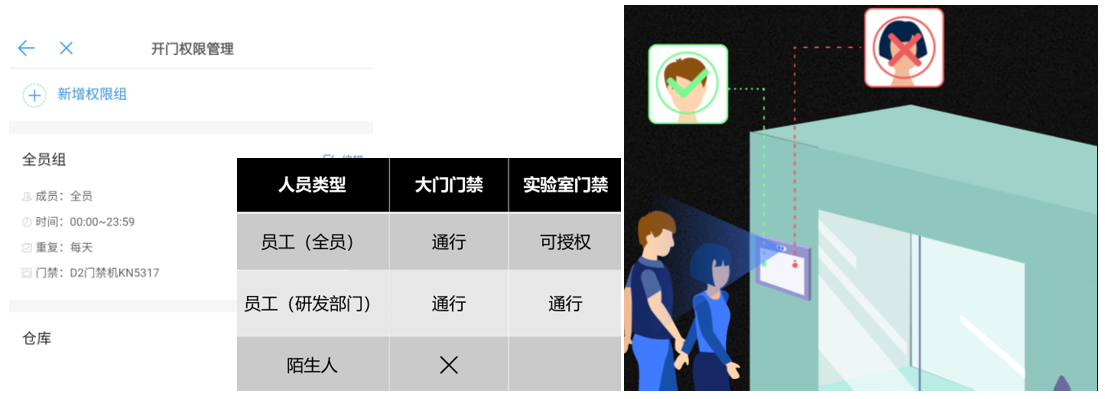 开门权限管理
新增权限组
全员组
成员：全员
时间：00:00~23:59
重复：每天
门禁：D2门禁机KN5317
仓库
人员类型 大门门禁 实验室门禁
员工（全员） 通行 可授权
员工（研发部门） 通行 通行
陌生人